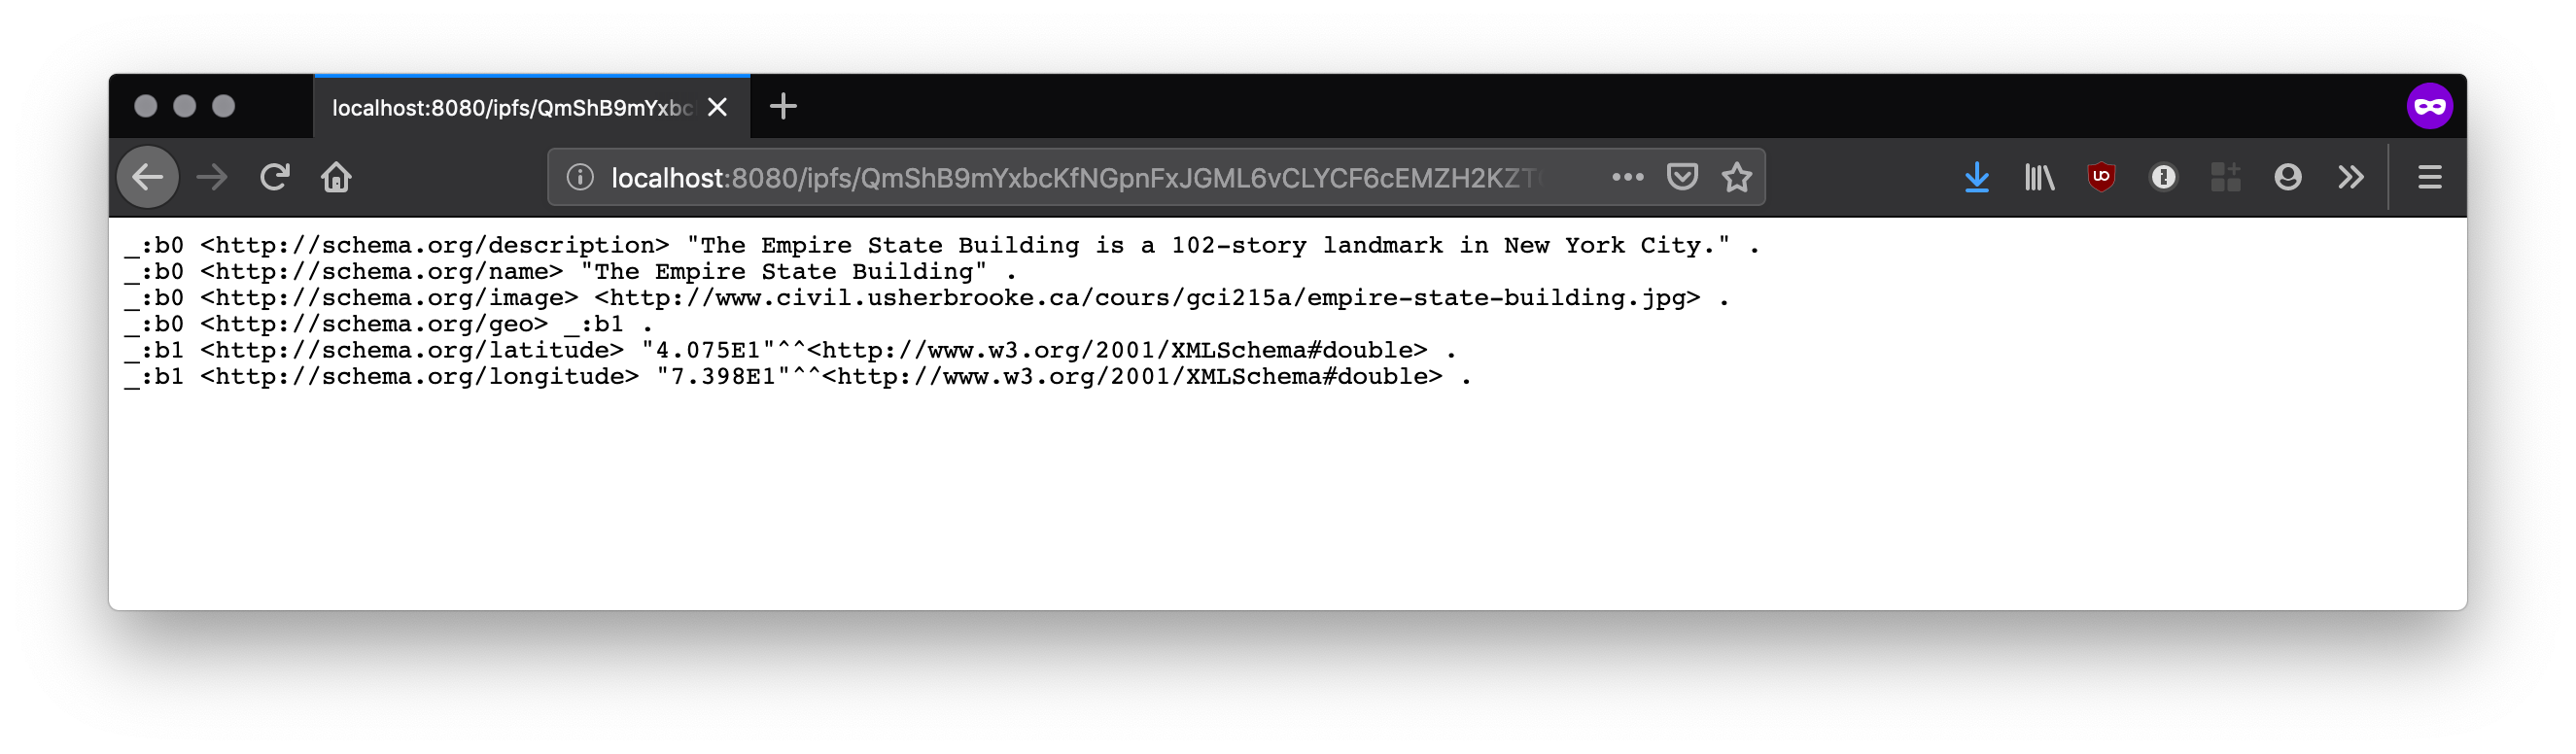 localhost:8080/ipfs/QmShB9mYxbc
localhost:8080/ipfs/QmShB9mYxbcKfNGpnFxJGML6vCLYCF6cEMZH2KZT
_:b0 <http://schema.org/description> "The Empire State Building is a 102-story landmark in New York City." .
_:b0 <http://schema.org/name> "The Empire State Building" .
_:b0 <http://schema.org/image> <http://www.civil.usherbrooke.ca/cours/gci215a/empire-state-building.jpg> .
_:b0 <http://schema.org/geo> _:b1 .
_:b1 <http://schema.org/latitude> "4.075E1"^^<http://www.w3.org/2001/XMLSchema#double> .
_:b1 <http://schema.org/longitude> "7.398E1"^^<http://www.w3.org/2001/XMLSchema#double> .